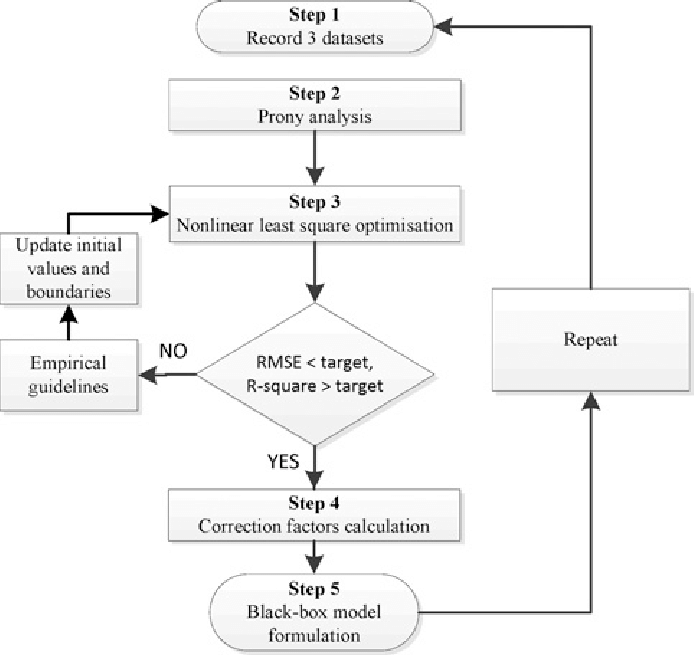 Step 1
Record 3 datasets
Step 2
Prony analysis
Step 3
Nonlinear least square optimisation
Update initial
values and
boundaries
Empirical
guidelines
NO
RMSE < target,
R-square > target
Repeat
YES
Step 4
Correction factors calculation
Step 5
Black-box model
formulation